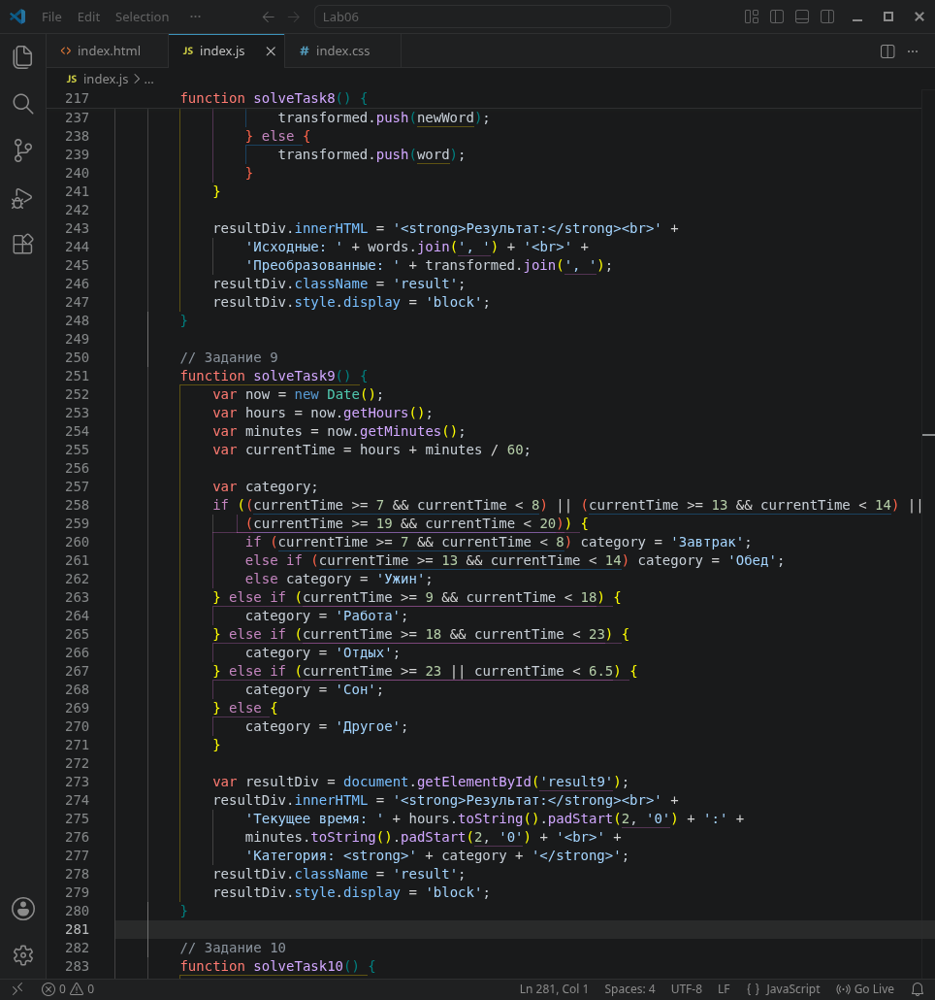 File Edit Selection ··· Lab06
index.html JS index.js # index.css ···
JS index.js > ...
217 function solveTask8() {
237 transformed.push(newWord);
238 } else {
239 transformed.push(word);
240 }
241 }
242
243 resultDiv.innerHTML = '<strong>Результат:</strong><br>' +
244 'Исходные: ' + words.join(', ') + '<br>' +
245 'Преобразованные: ' + transformed.join(', ');
246 resultDiv.className = 'result';
247 resultDiv.style.display = 'block';
248 }
249
250 // Задание 9
251 function solveTask9() {
252 var now = new Date();
253 var hours = now.getHours();
254 var minutes = now.getMinutes();
255 var currentTime = hours + minutes / 60;
256
257 var category;
258 if ((currentTime >= 7 && currentTime < 8) || (currentTime >= 13 && currentTime < 14) ||
259 (currentTime >= 19 && currentTime < 20)) {
260 if (currentTime >= 7 && currentTime < 8) category = 'Завтрак';
261 else if (currentTime >= 13 && currentTime < 14) category = 'Обед';
262 else category = 'Ужин';
263 } else if (currentTime >= 9 && currentTime < 18) {
264 category = 'Работа';
265 } else if (currentTime >= 18 && currentTime < 23) {
266 category = 'Отдых';
267 } else if (currentTime >= 23 || currentTime < 6.5) {
268 category = 'Сон';
269 } else {
270 category = 'Другое';
271 }
272
273 var resultDiv = document.getElementById('result9');
274 resultDiv.innerHTML = '<strong>Результат:</strong><br>' +
275 'Текущее время: ' + hours.toString().padStart(2, '0') + ':' +
276 minutes.toString().padStart(2, '0') + '<br>' +
277 'Категория: <strong>' + category + '</strong>';
278 resultDiv.className = 'result';
279 resultDiv.style.display = 'block';
280 }
281
282 // Задание 10
283 function solveTask10() {
0 0 Ln 281, Col 1 Spaces: 4 UTF-8 LF { } JavaScript Go Live